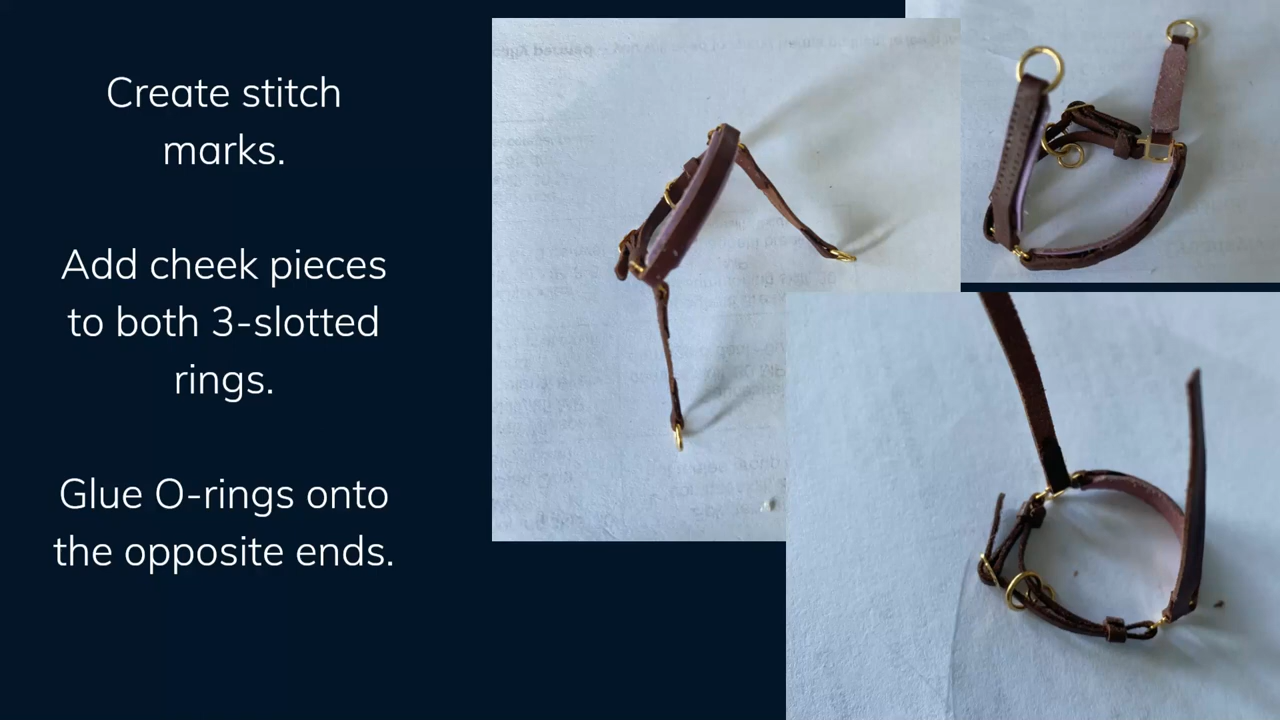 Create stitch
marks.
Add cheek pieces
to both 3-slotted
rings.
Glue O-rings onto
the opposite ends.